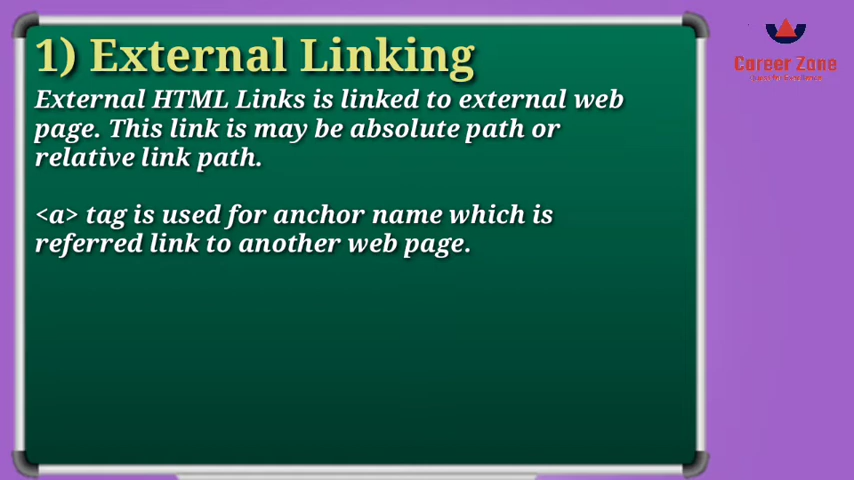 1) External Linking
External HTML Links is linked to external web
page. This link is may be absolute path or
relative link path.
<a> tag is used for anchor name which is
referred link to another web page.
Career Zone